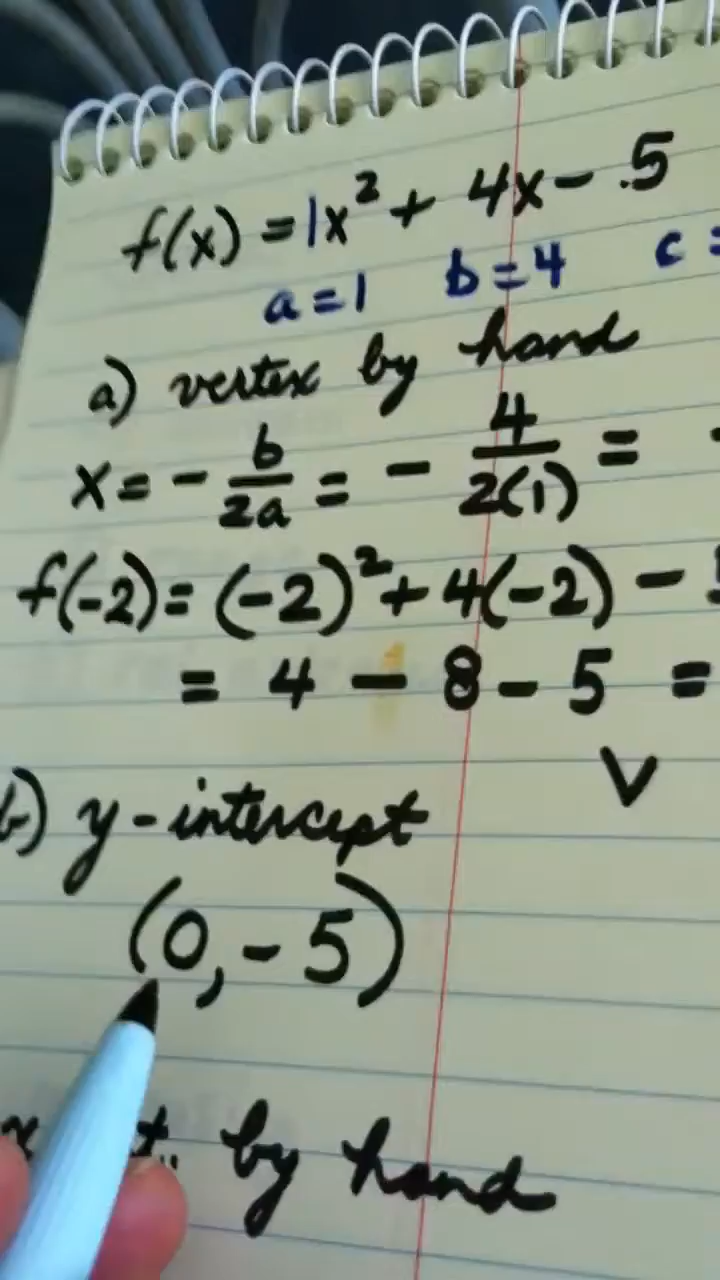 f(x) = 1x² + 4x - 5
a = 1 b = 4 c =
a) vertex by hand
x = - b/2a = - 4/2(1) =
f(-2) = (-2)² + 4(-2) -
= 4 - 8 - 5 =
V
b) y-intercept
(0, -5)
by hand